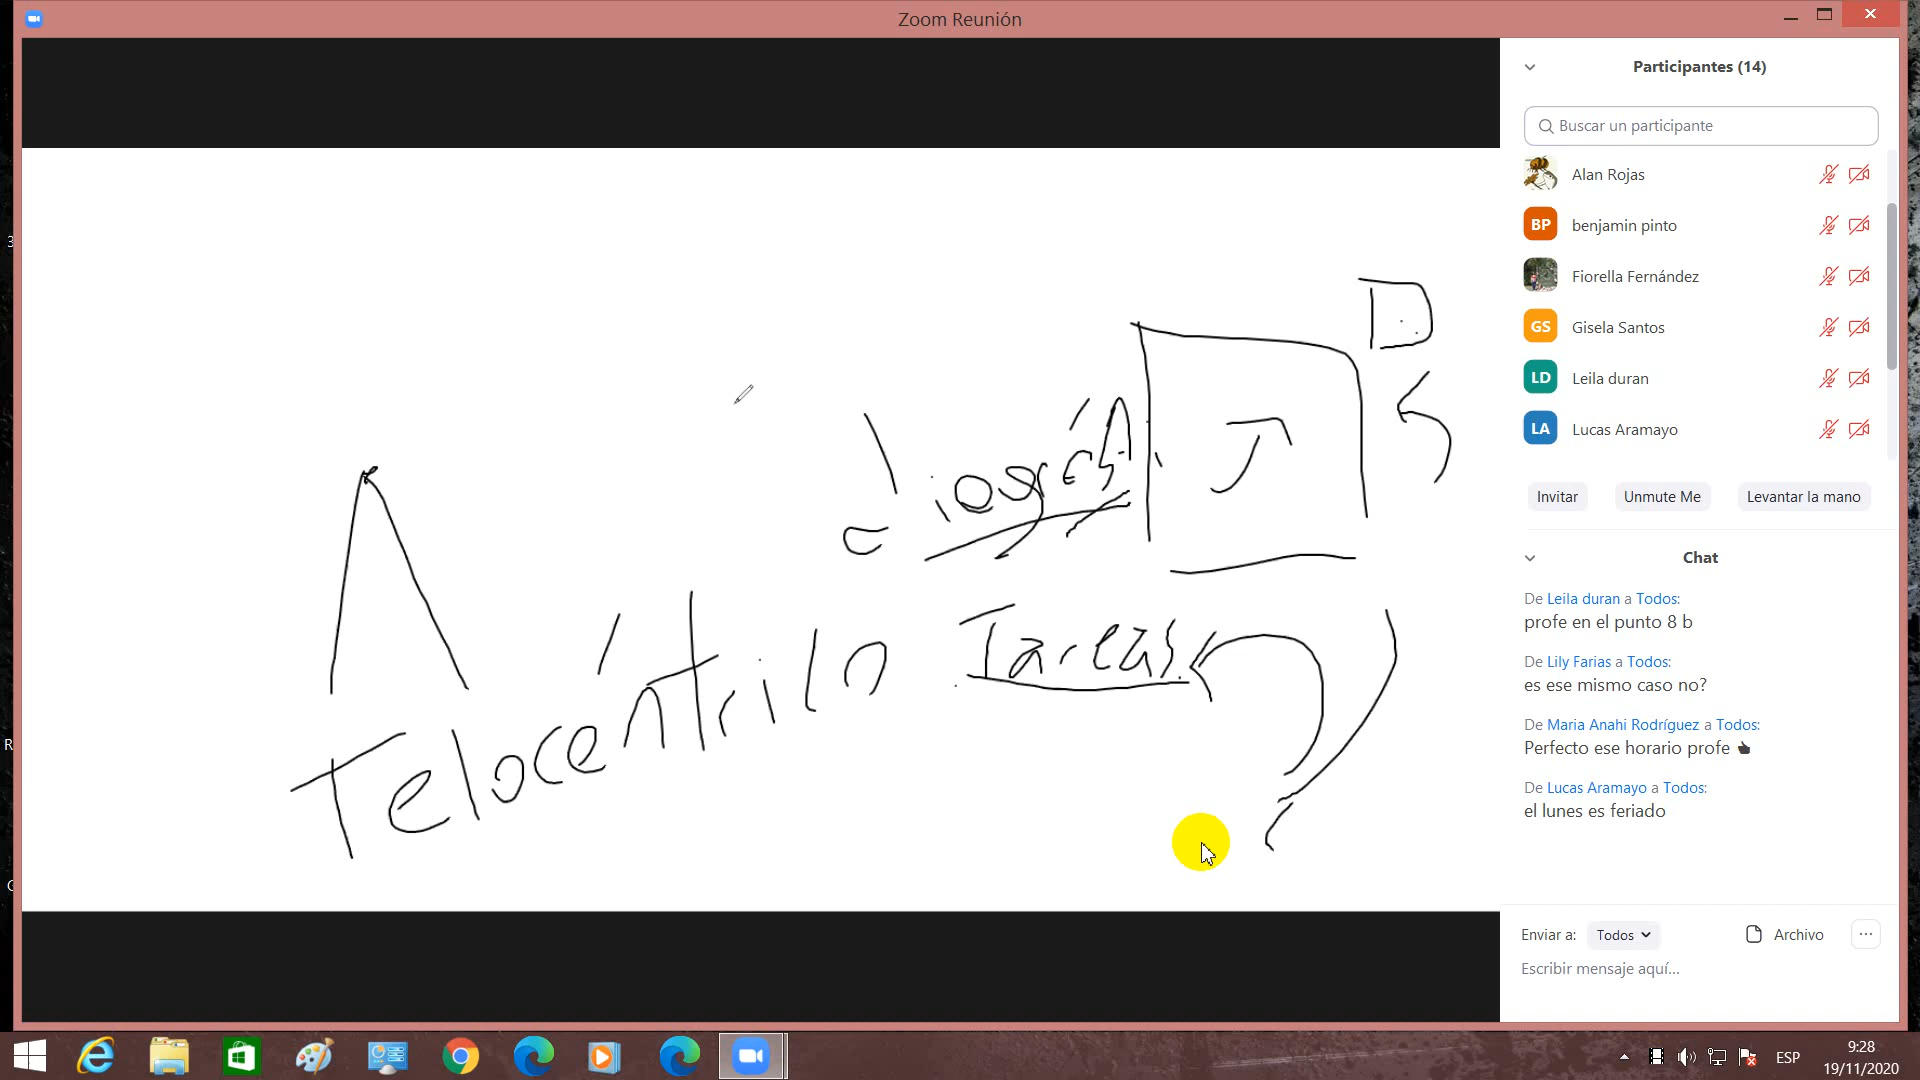 Zoom Reunión
Participantes (14)
Buscar un participante
Alan Rojas
BP benjamin pinto
Fiorella Fernández
GS Gisela Santos
LD Leila duran
LA Lucas Aramayo
Invitar Unmute Me Levantar la mano
Chat
De Leila duran a Todos:
profe en el punto 8 b
De Lily Farias a Todos:
es ese mismo caso no?
De Maria Anahi Rodríguez a Todos:
Perfecto ese horario profe
De Lucas Aramayo a Todos:
el lunes es feriado
Enviar a: Todos Archivo
Escribir mensaje aquí...
D
Tareas
ESP
9:28
19/11/2020